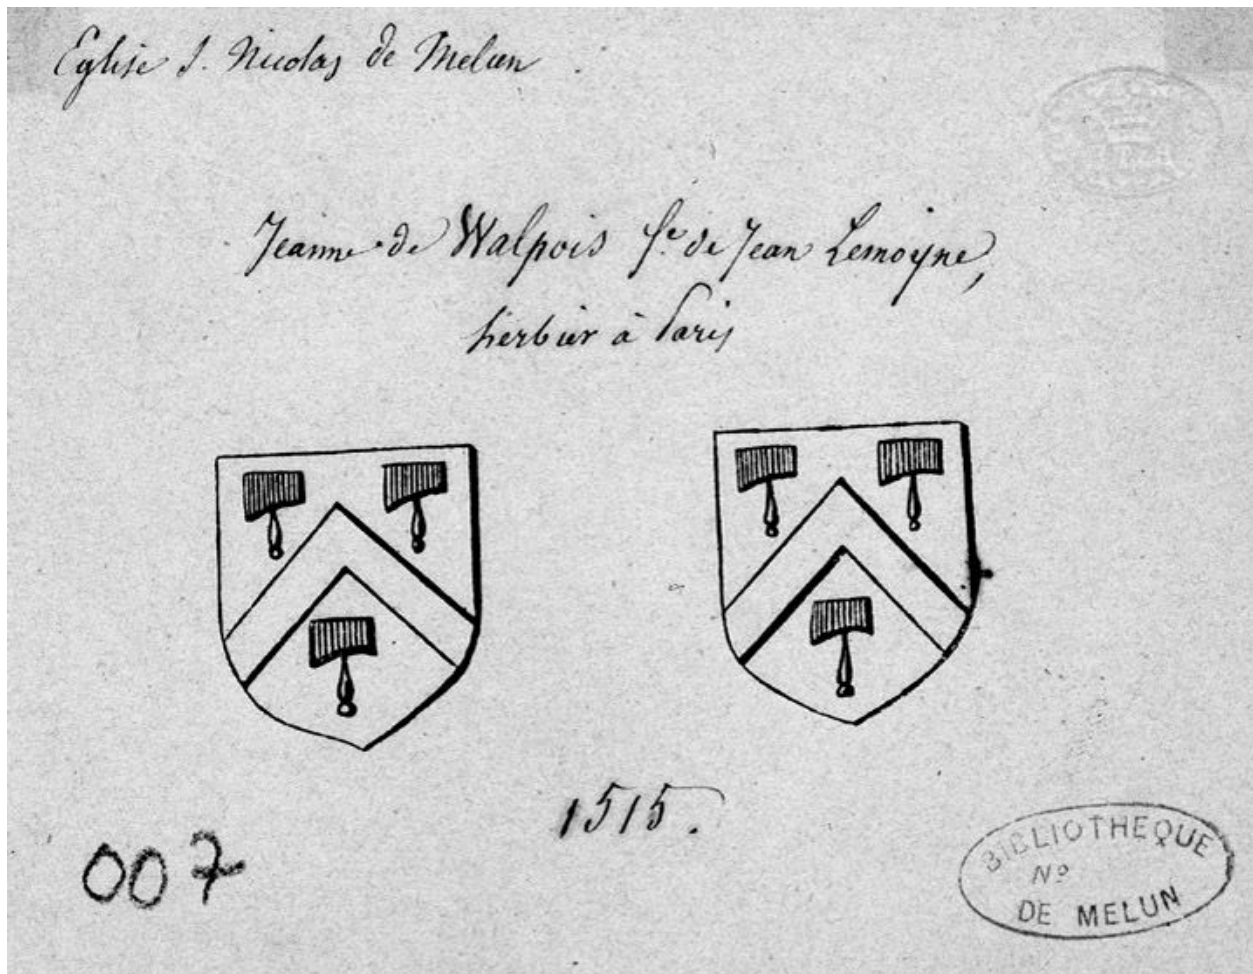 Eglise S. Nicolas de Melun
Jeanne de Walpois fe. de Jean Lemoyne,
herbier à Paris
1515.
007
BIBLIOTHEQUE
No
DE MELUN